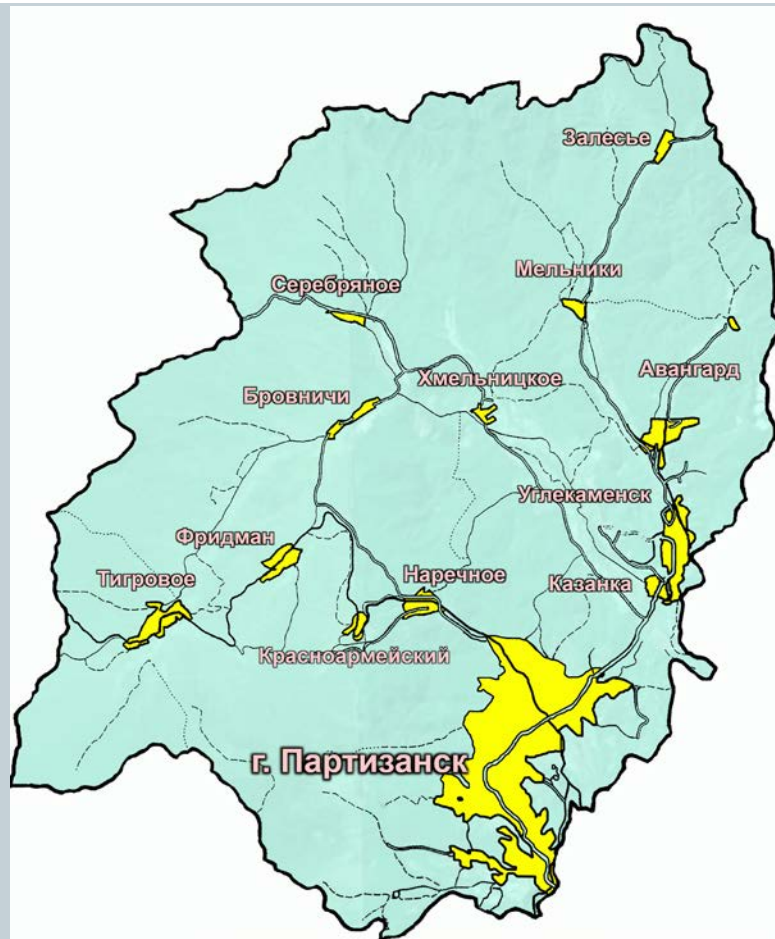 Залесье
Мельники
Серебряное
Авангард
Хмельницкое
Бровничи
Углекаменск
Фридман
Тигровое
Наречное
Казанка
Красноармейский
г. Партизанск